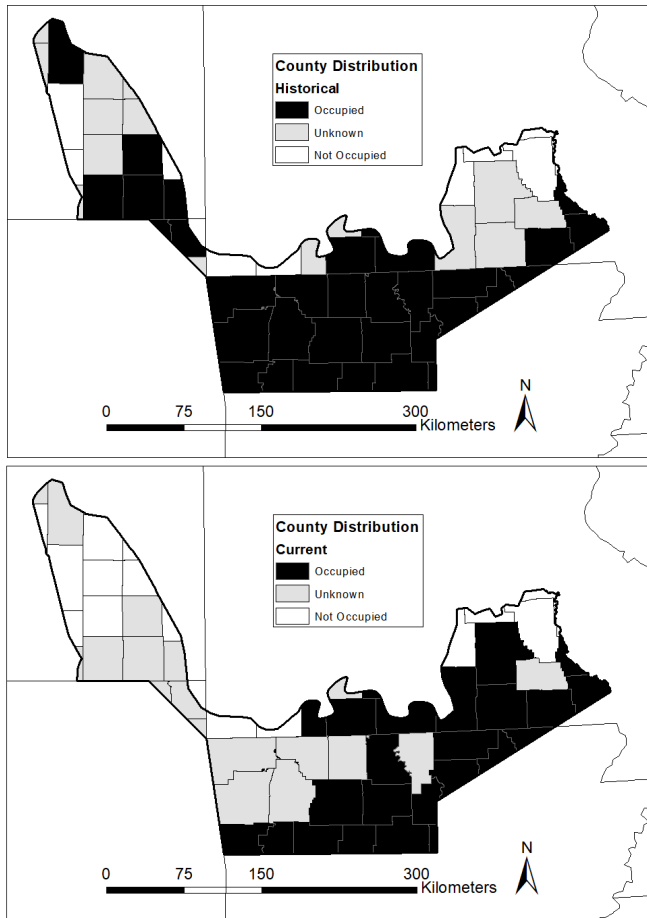 County Distribution
Historical
Occupied
Unknown
Not Occupied
N
0 75 150 300
Kilometers
County Distribution
Current
Occupied
Unknown
Not Occupied
N
0 75 150 300
Kilometers